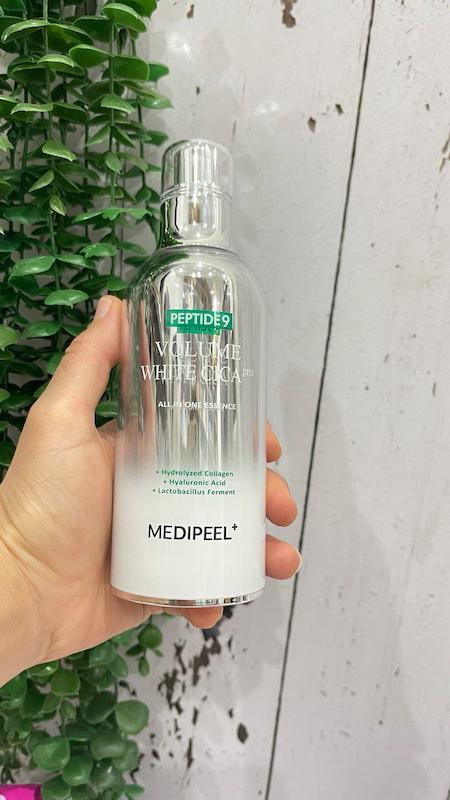 PEPTIDE9
VOLUME
WHITE CICA pro
ALL IN ONE ESSENCE
+ Hydrolyzed Collagen
+ Hyaluronic Acid
+ Lactobacillus Ferment
MEDIPEEL+